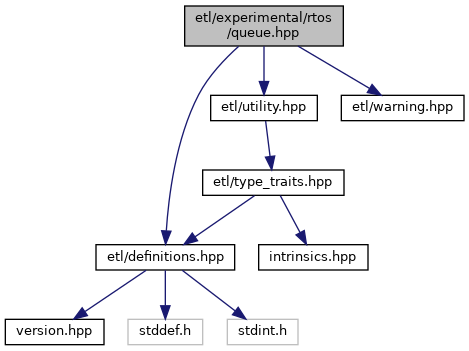 etl/experimental/rtos
/queue.hpp
etl/utility.hpp
etl/warning.hpp
etl/type_traits.hpp
etl/definitions.hpp
intrinsics.hpp
version.hpp
stddef.h
stdint.h